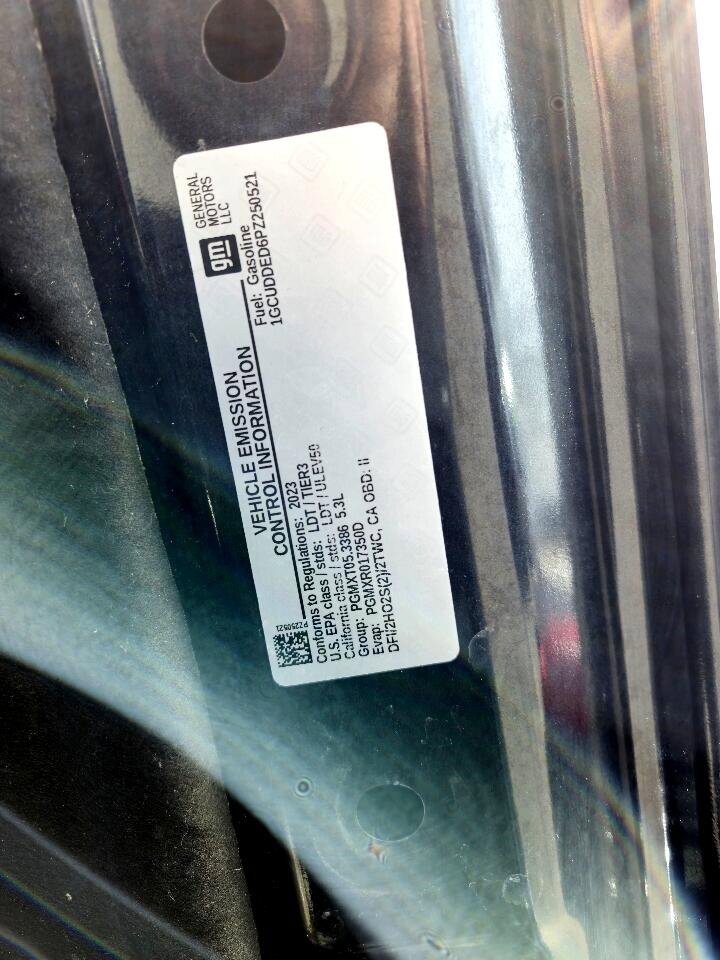 gm
GENERAL
MOTORS
LLC
VEHICLE EMISSION
CONTROL INFORMATION
PZ250521
Fuel: Gasoline
1GCUDDED6PZ250521
Conforms to Regulations: 2023
U.S. EPA class / stds: LDT / TIER3
California class / stds: LDT / ULEV50
Group: PGMXT05.3386 5.3L
Evap: PGMXR017350D
DFI/2HO2S(2)/2TWC, CA OBD: II